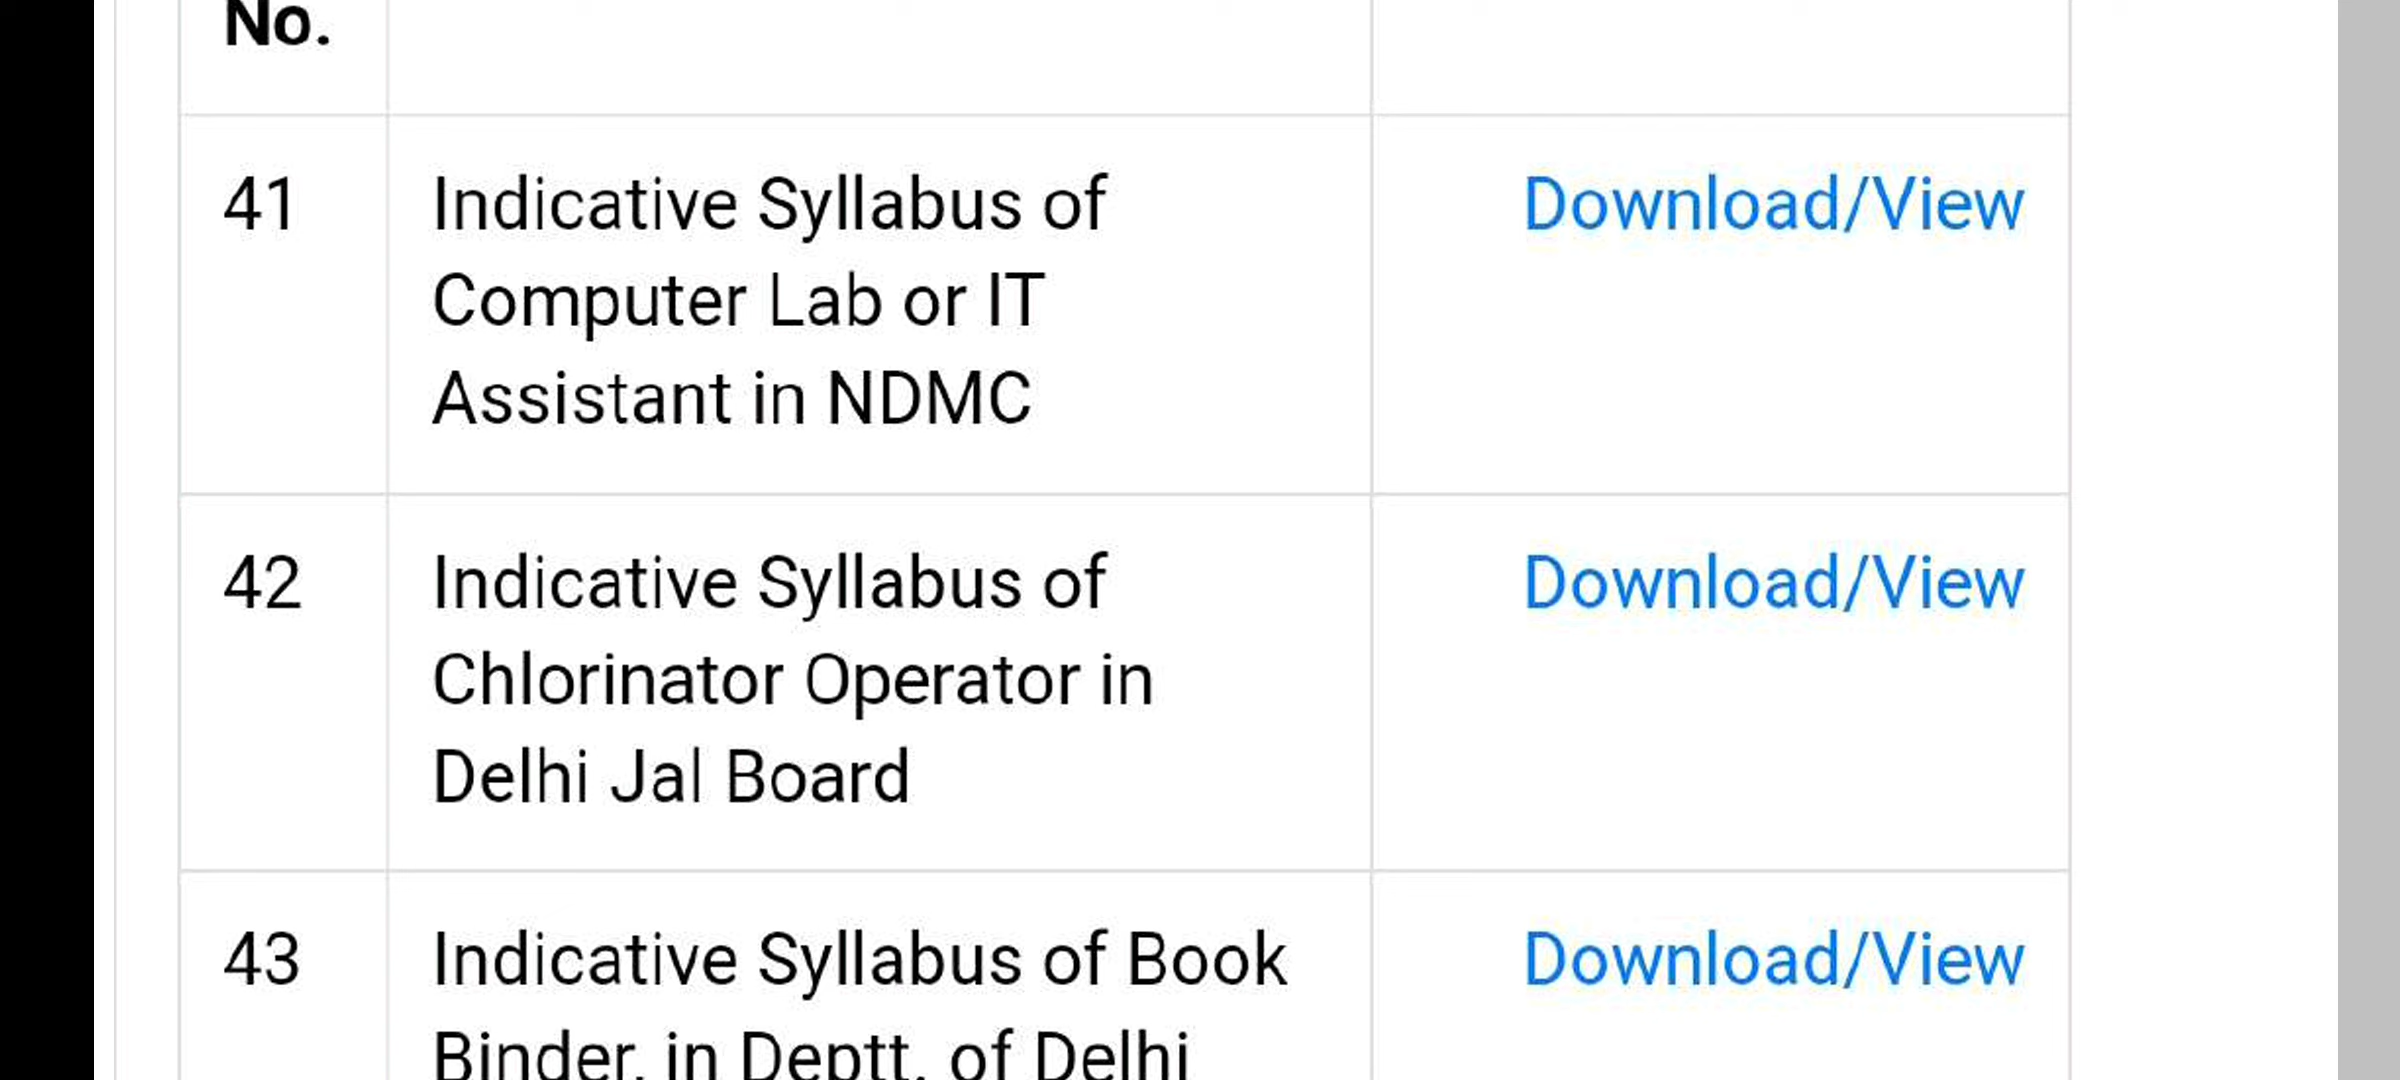 No.
41 Indicative Syllabus of Download/View
Computer Lab or IT
Assistant in NDMC
42 Indicative Syllabus of Download/View
Chlorinator Operator in
Delhi Jal Board
43 Indicative Syllabus of Book Download/View
Binder, in Deptt. of Delhi